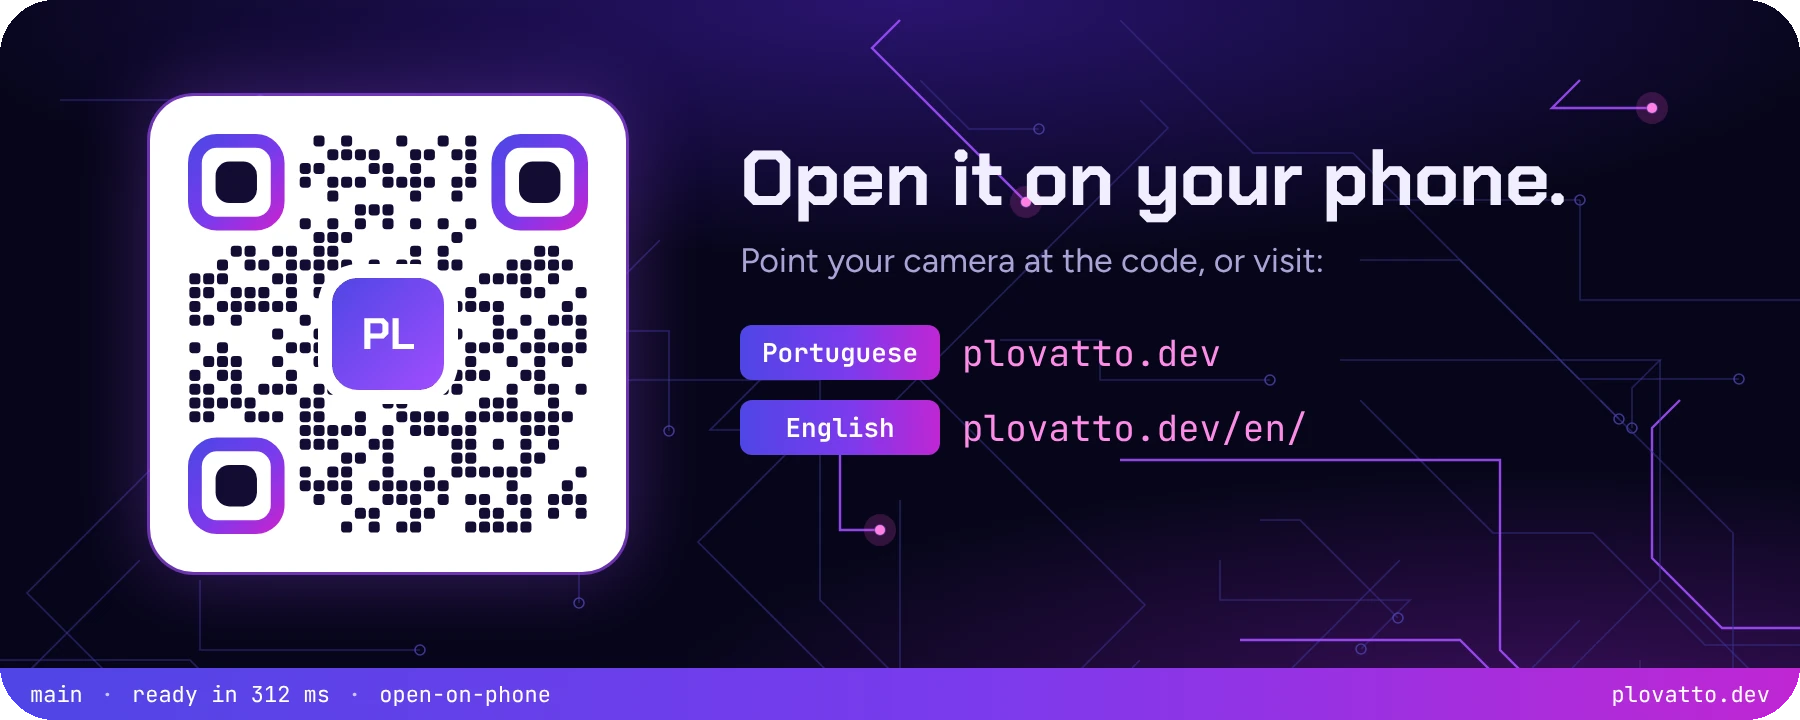 PL
Open it on your phone.
Point your camera at the code, or visit:
Portuguese plovatto.dev
English plovatto.dev/en/
main · ready in 312 ms · open-on-phone
plovatto.dev